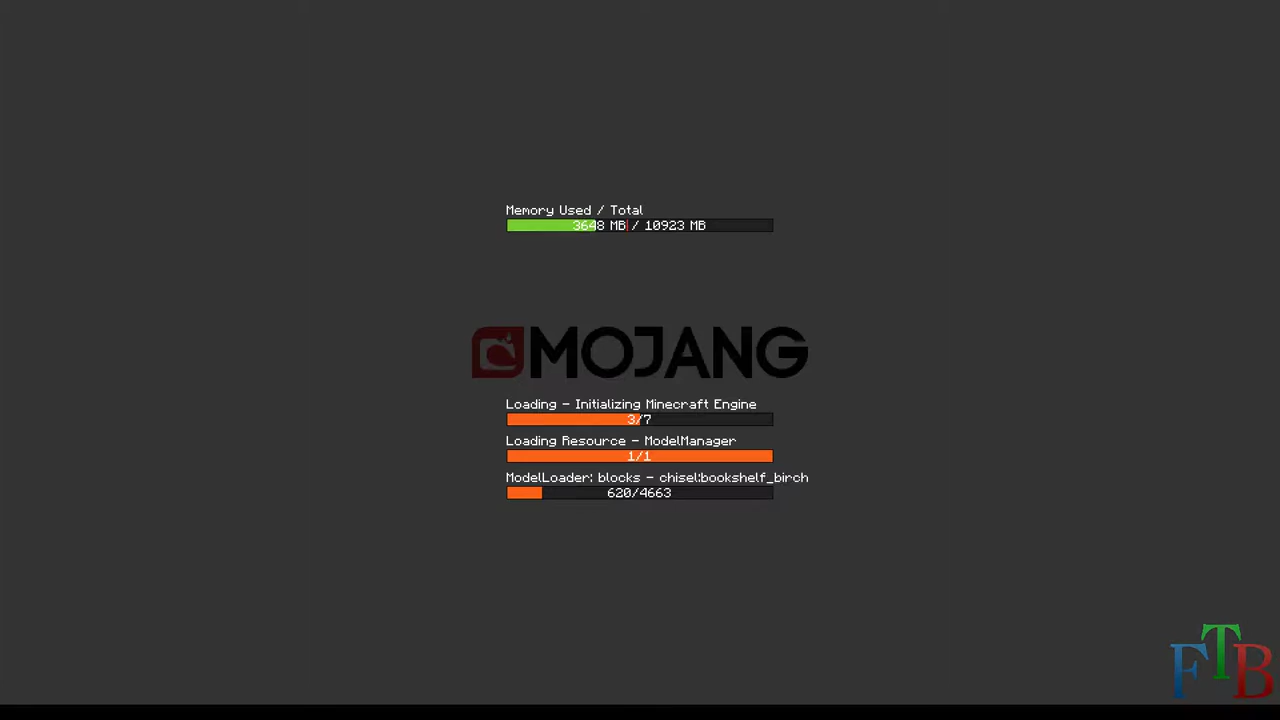 Memory Used / Total
3648 MB / 10923 MB
MOJANG
Loading - Initializing Minecraft Engine
3/7
Loading Resource - ModelManager
1/1
ModelLoader: blocks - chisel:bookshelf_birch
620/4663
FTB